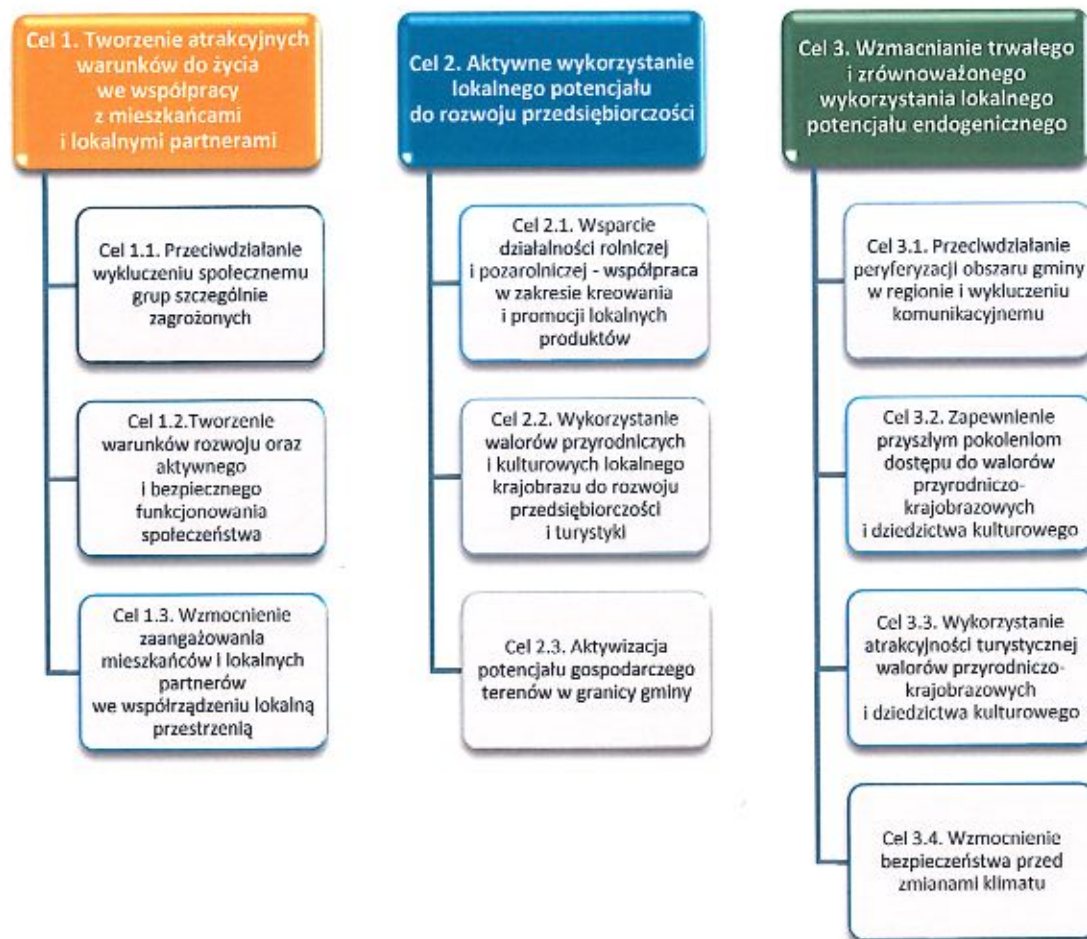 Cel 1. Tworzenie atrakcyjnych
warunków do życia
we współpracy
z mieszkańcami
i lokalnymi partnerami
Cel 1.1. Przeciwdziałanie
wykluczeniu społecznemu
grup szczególnie
zagrożonych
Cel 1.2.Tworzenie
warunków rozwoju oraz
aktywnego
i bezpiecznego
funkcjonowania
społeczeństwa
Cel 1.3. Wzmocnienie
zaangażowania
mieszkańców i lokalnych
partnerów
we współrządzeniu lokalną
przestrzenią
Cel 2. Aktywne wykorzystanie
lokalnego potencjału
do rozwoju przedsiębiorczości
Cel 2.1. Wsparcie
działalności rolniczej
i pozarolniczej - współpraca
w zakresie kreowania
i promocji lokalnych
produktów
Cel 2.2. Wykorzystanie
walorów przyrodniczych
i kulturowych lokalnego
krajobrazu do rozwoju
przedsiębiorczości
i turystyki
Cel 2.3. Aktywizacja
potencjału gospodarczego
terenów w granicy gminy
Cel 3. Wzmacnianie trwałego
i zrównoważonego
wykorzystania lokalnego
potencjału endogenicznego
Cel 3.1. Przeciwdziałanie
peryferyzacji obszaru gminy
w regionie i wykluczeniu
komunikacyjnemu
Cel 3.2. Zapewnienie
przyszłym pokoleniom
dostępu do walorów
przyrodniczo-
krajobrazowych
i dziedzictwa kulturowego
Cel 3.3. Wykorzystanie
atrakcyjności turystycznej
walorów przyrodniczo-
krajobrazowych
i dziedzictwa kulturowego
Cel 3.4. Wzmocnienie
bezpieczeństwa przed
zmianami klimatu